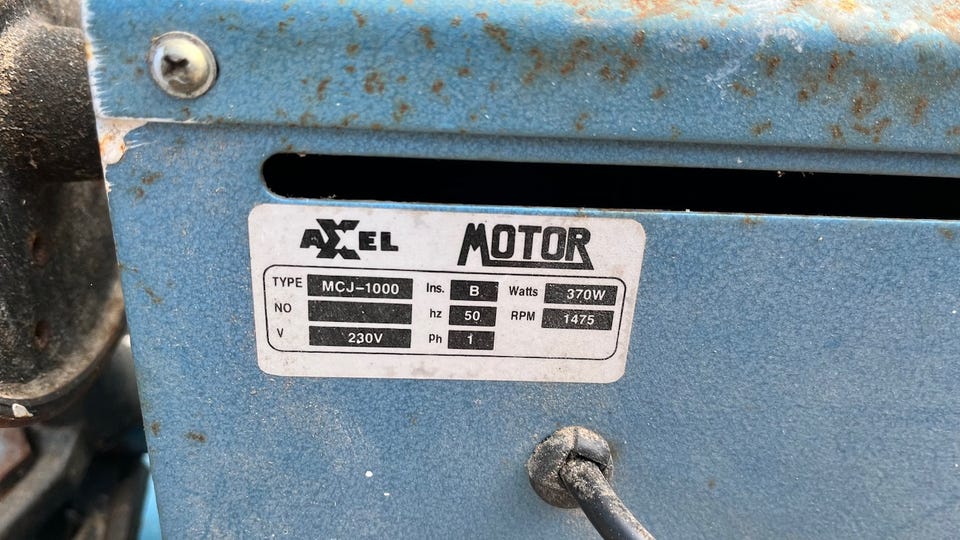 AXEL MOTOR
TYPE MCJ-1000 Ins. B Watts 370W
NO hz 50 RPM 1475
V 230V ph 1